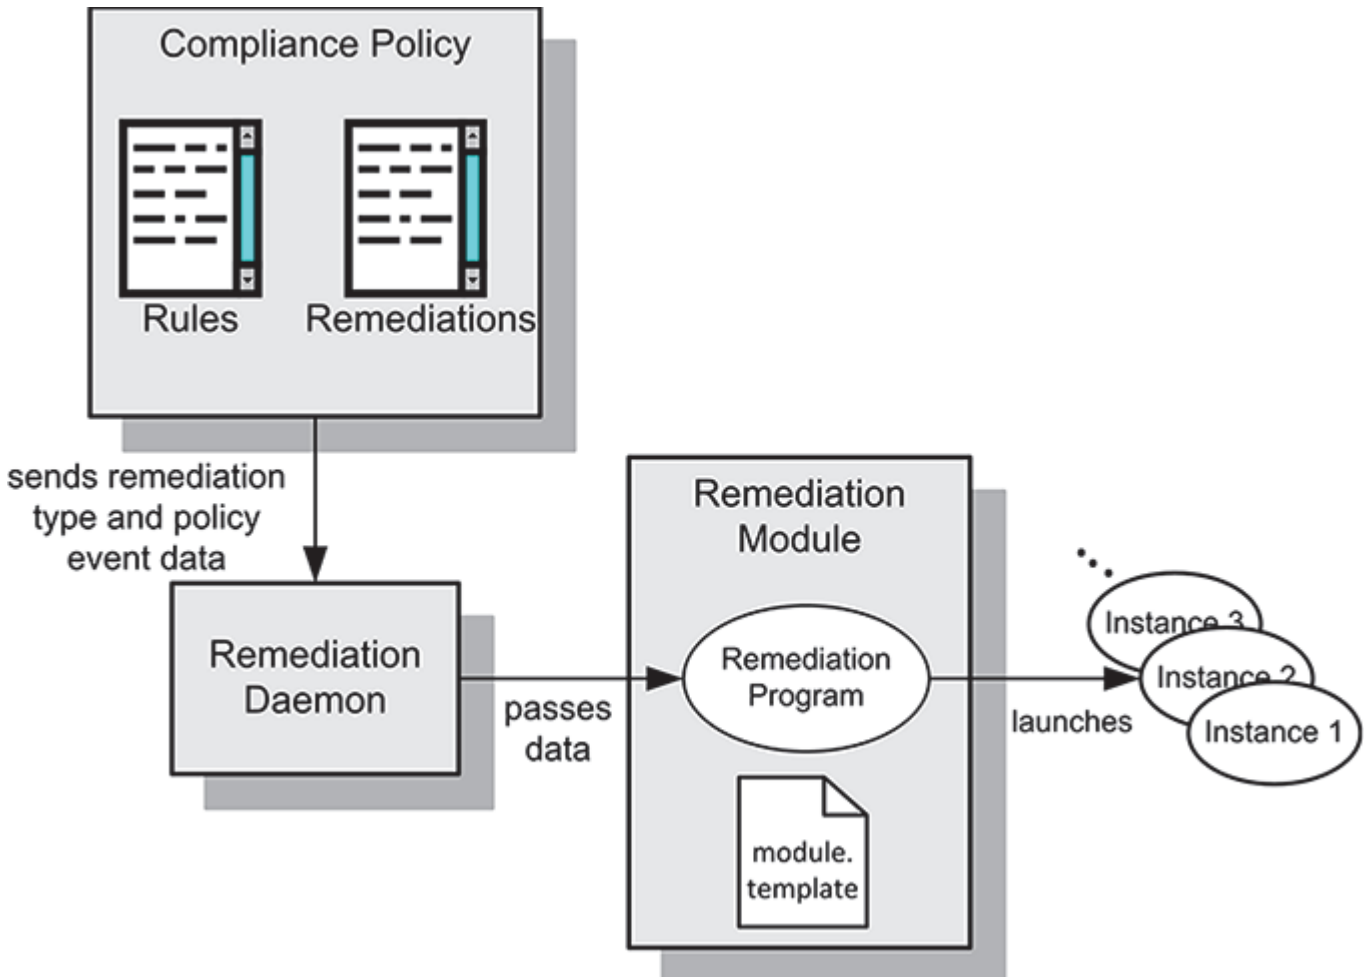 Compliance Policy
Rules
Remediations
sends remediation
type and policy
event data
Remediation
Daemon
passes
data
Remediation
Module
Remediation
Program
module.
template
launches
Instance 3
Instance 2
Instance 1